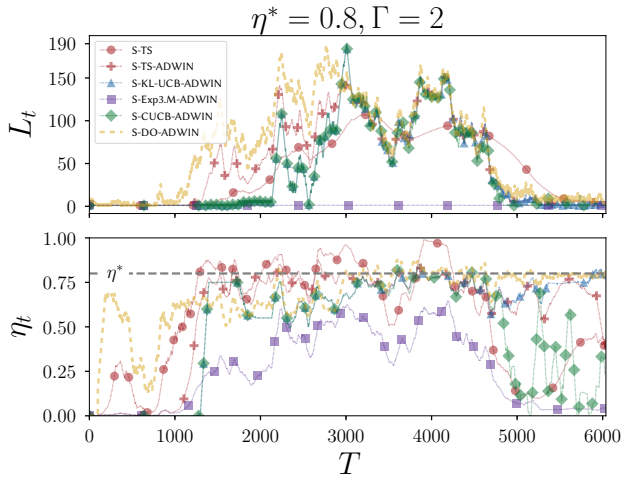 η* = 0.8, Γ = 2
190
150
100
50
0
L_t
S-TS
S-TS-ADWIN
S-KL-UCB-ADWIN
S-Exp3.M-ADWIN
S-CUCB-ADWIN
S-DO-ADWIN
1.00
0.75
0.50
0.25
0.00
η_t
η*
0 1000 2000 3000 4000 5000 6000
T